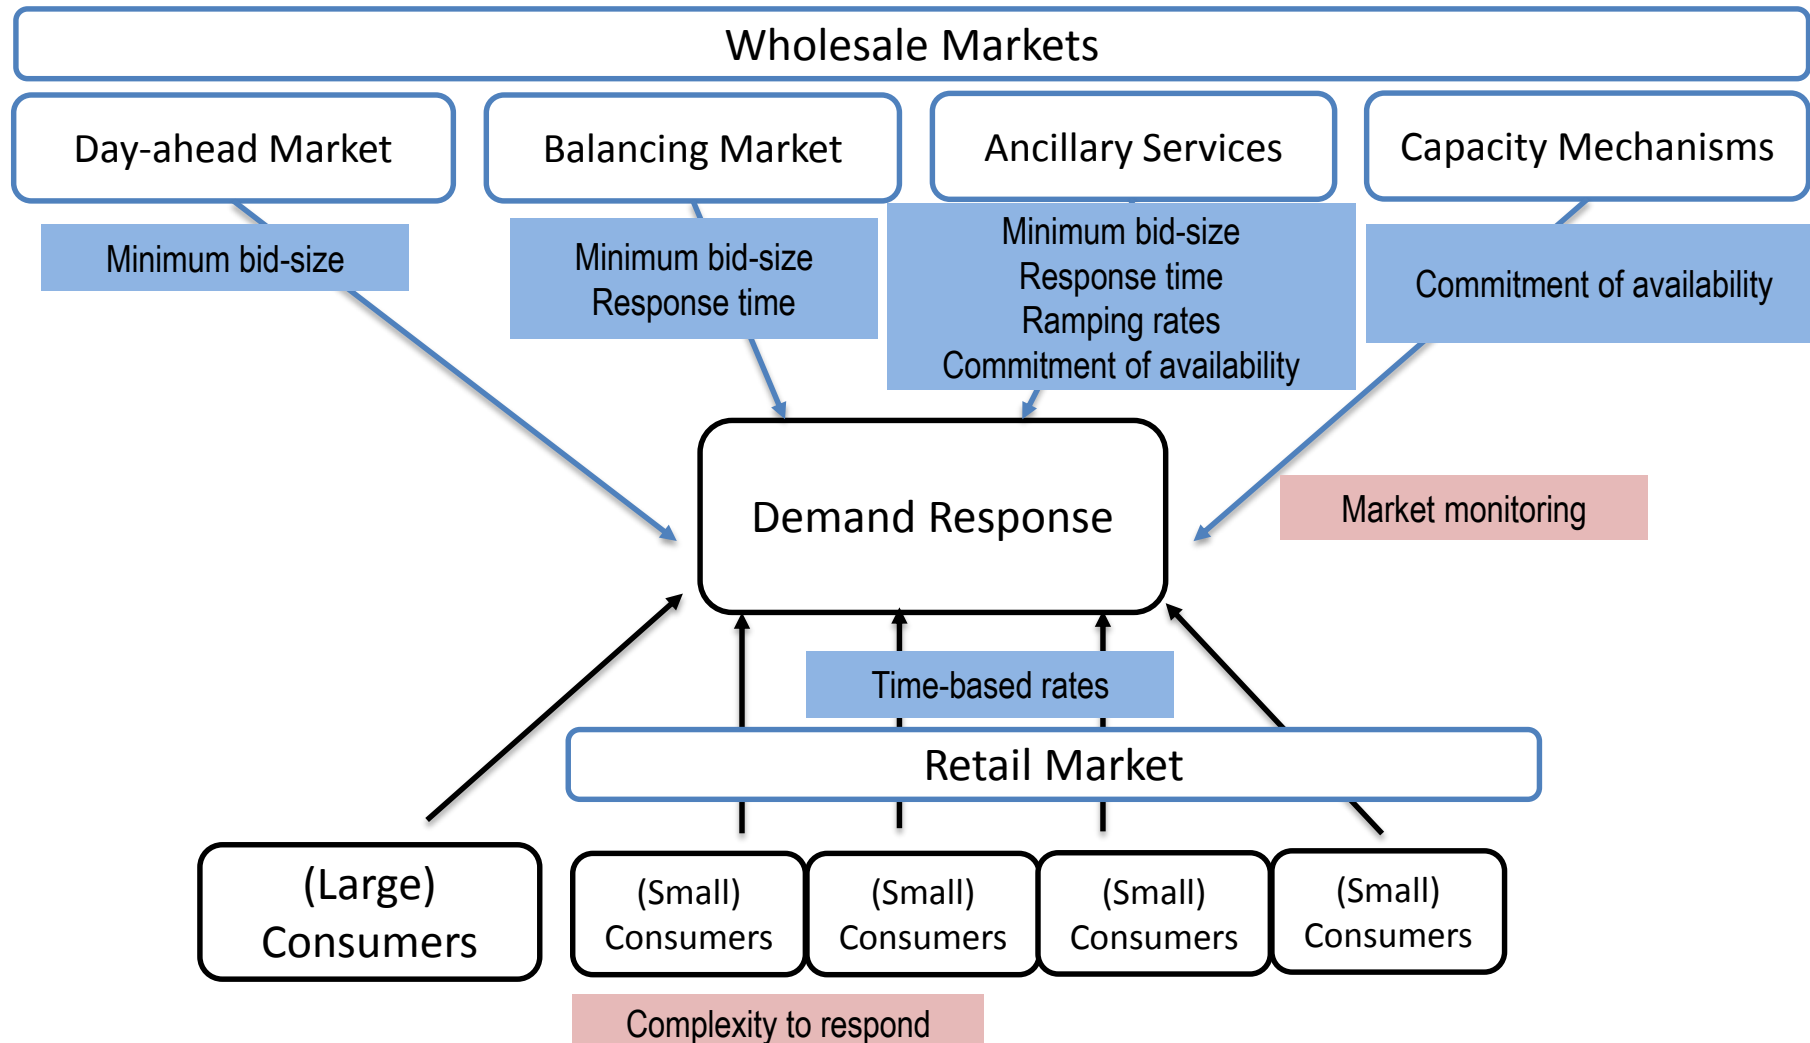 Wholesale Markets
Day-ahead Market
Balancing Market
Ancillary Services
Capacity Mechanisms
Minimum bid-size
Minimum bid-size
Response time
Minimum bid-size
Response time
Ramping rates
Commitment of availability
Commitment of availability
Demand Response
Market monitoring
Time-based rates
Retail Market
(Large)
Consumers
(Small)
Consumers
(Small)
Consumers
(Small)
Consumers
(Small)
Consumers
Complexity to respond